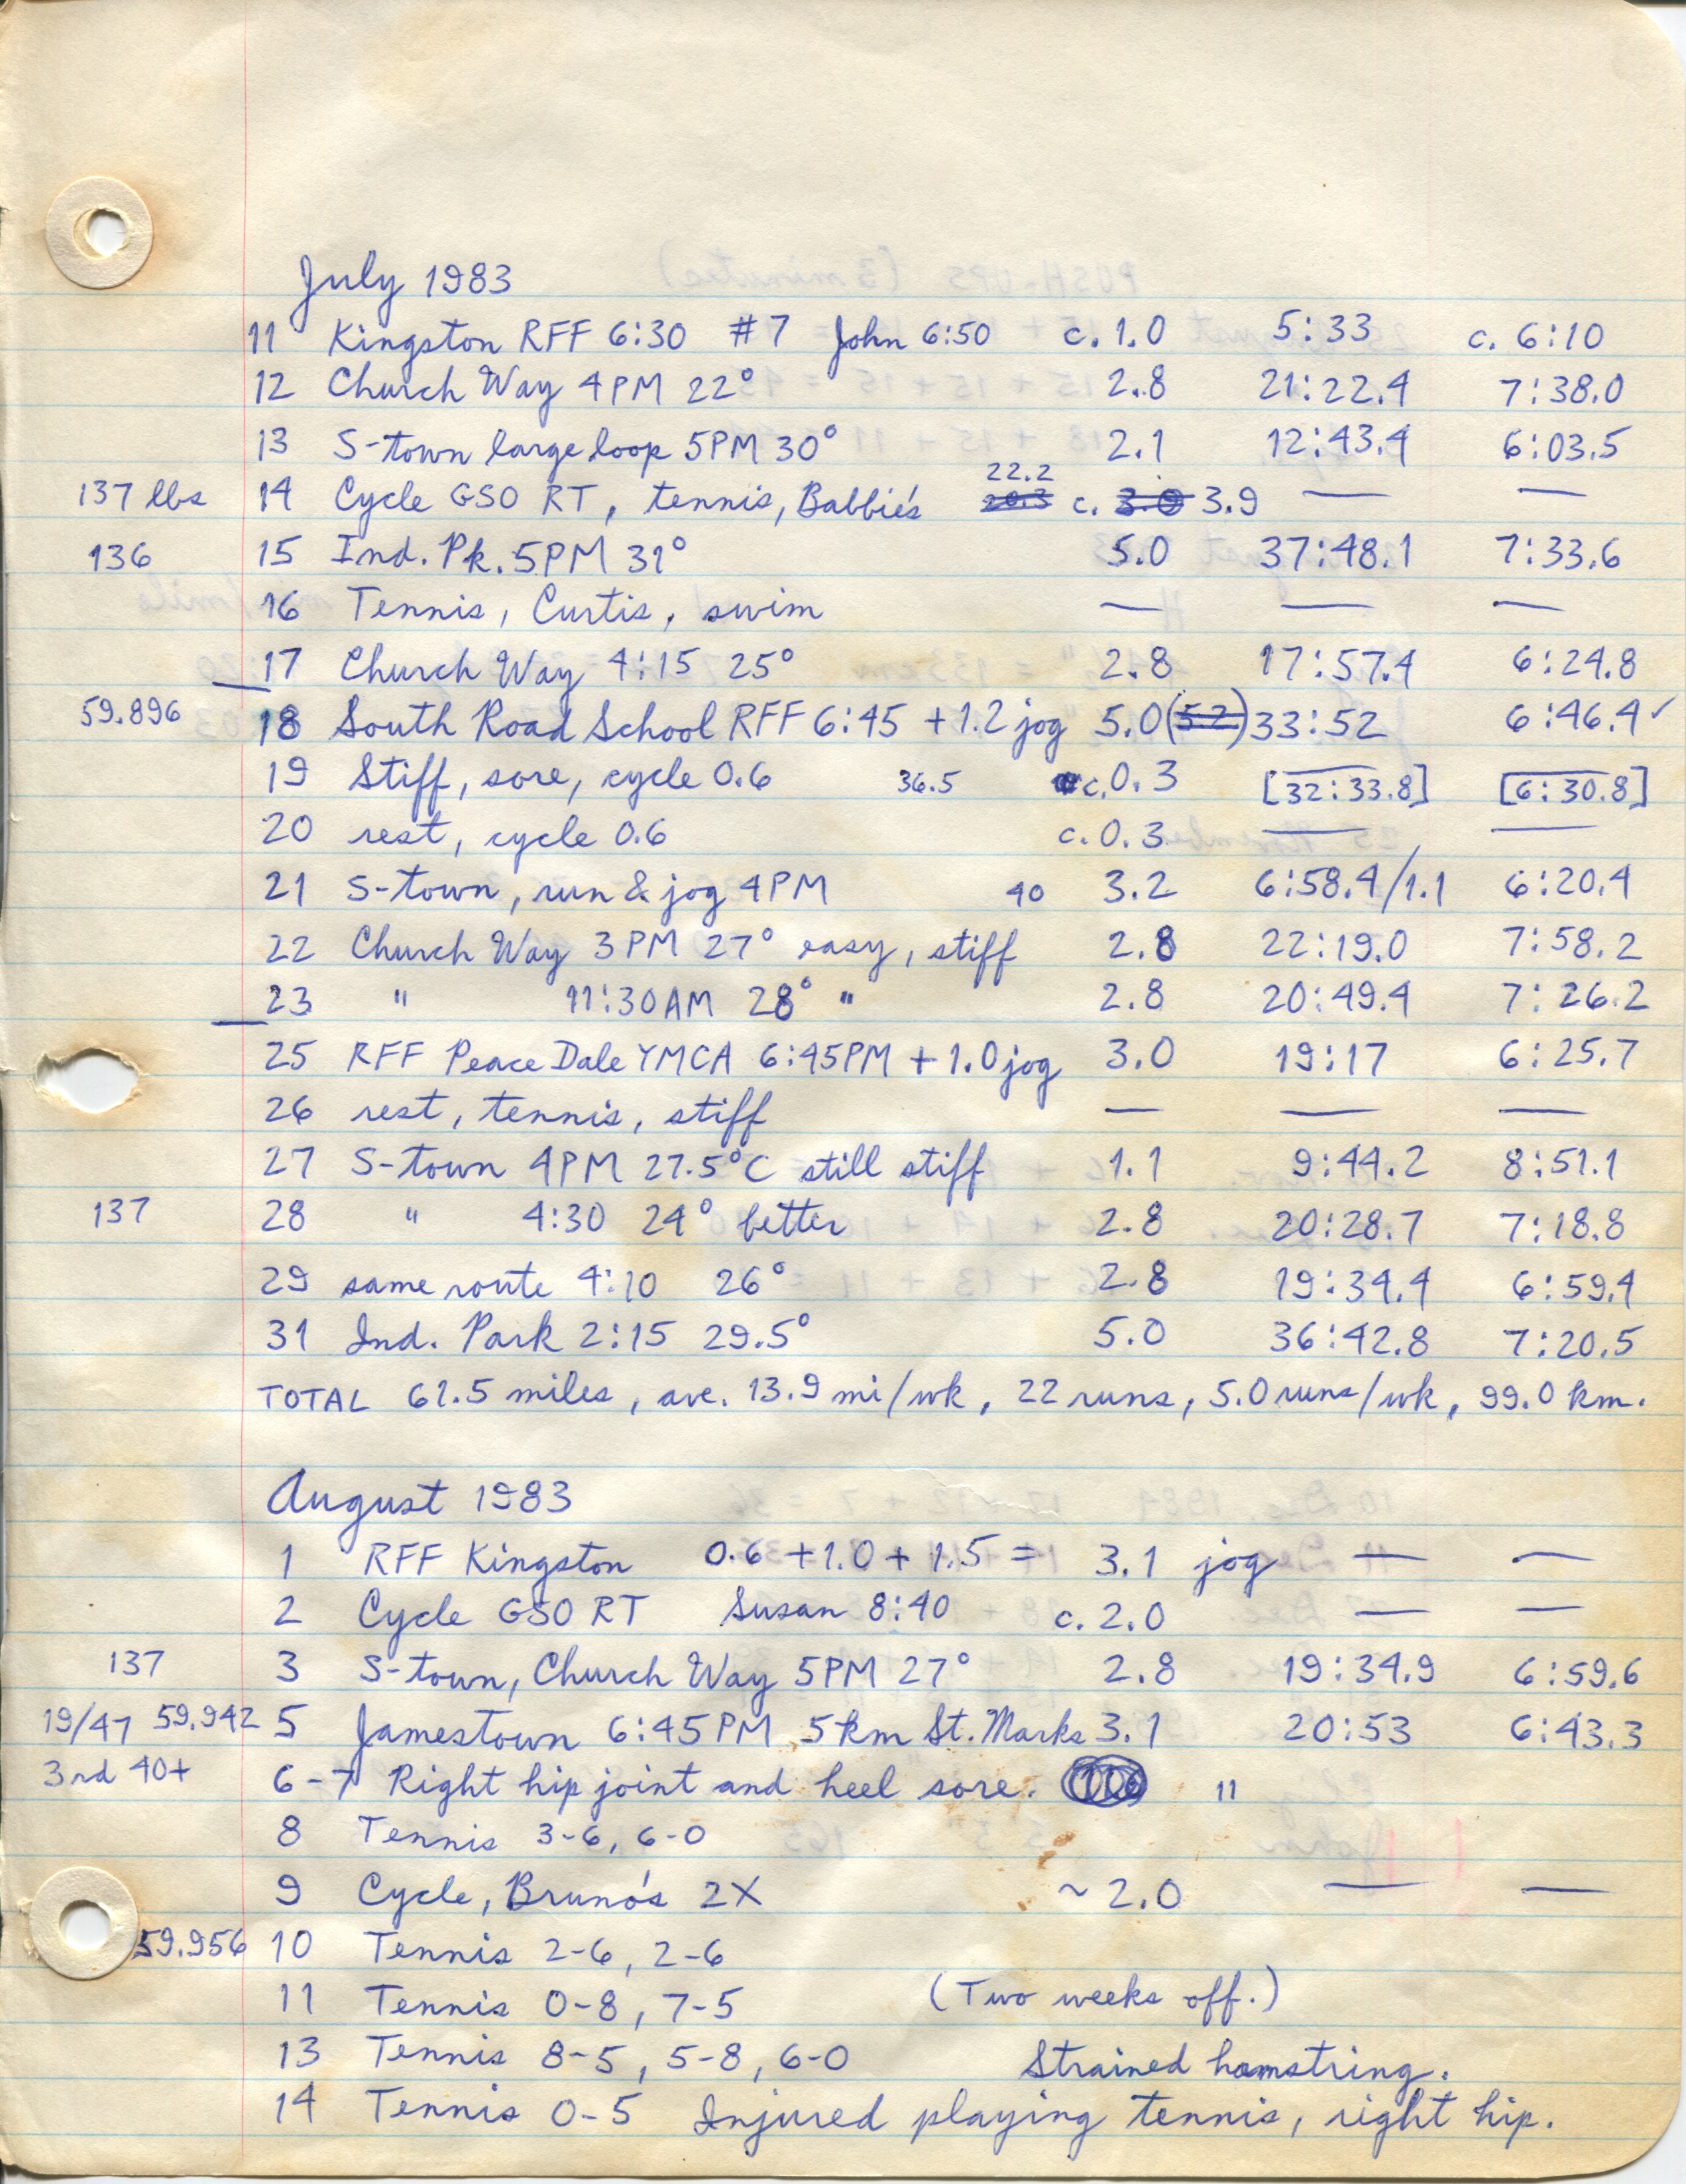 July 1983
11 Kingston RFF 6:30 #7 John 6:50 c. 1.0 5:33 c. 6:10
12 Church Way 4PM 22° 2.8 21:22.4 7:38.0
13 S-town large loop 5PM 30° 2.1 12:43.4 6:03.5
22.2
137 lbs 14 Cycle GSO RT, tennis, Babbie's 20.3 c. 3.0 3.9 — —
136 15 Ind. Pk. 5PM 31° 5.0 37:48.1 7:33.6
16 Tennis, Curtis, swim — — —
17 Church Way 4:15 25° 2.8 17:57.4 6:24.8
59.896 18 South Road School RFF 6:45 + 1.2 jog 5.0 (5.2) 33:52 6:46.4 ✓
19 Stiff, sore, cycle 0.6 36.5 c. 0.3 [32:33.8] [6:30.8]
20 rest, cycle 0.6 c. 0.3 — —
21 S-town, run & jog 4PM 40 3.2 6:58.4/1.1 6:20.4
22 Church Way 3PM 27° easy, stiff 2.8 22:19.0 7:58.2
23 " 11:30AM 28° " 2.8 20:49.4 7:26.2
25 RFF Peace Dale YMCA 6:45PM + 1.0 jog 3.0 19:17 6:25.7
26 rest, tennis, stiff — — —
27 S-town 4PM 27.5°C still stiff 1.1 9:44.2 8:51.1
137 28 " 4:30 24° better 2.8 20:28.7 7:18.8
29 same route 4:10 26° 2.8 19:34.4 6:59.4
31 Ind. Park 2:15 29.5° 5.0 36:42.8 7:20.5
TOTAL 61.5 miles, ave. 13.9 mi/wk, 22 runs, 5.0 runs/wk, 99.0 km.
August 1983
1 RFF Kingston 0.6 + 1.0 + 1.5 = 3.1 jog — —
2 Cycle GSO RT Susan 8:40 c. 2.0 — —
137 3 S-town, Church Way 5PM 27° 2.8 19:34.9 6:59.6
19/47 59.942 5 Jamestown 6:45PM 5km St. Marks 3.1 20:53 6:43.3
3rd 40+ 6-7 Right hip joint and heel sore. 11
8 Tennis 3-6, 6-0
9 Cycle, Bruno's 2X ~2.0 — —
59.956 10 Tennis 2-6, 2-6
11 Tennis 0-8, 7-5 (Two weeks off.)
13 Tennis 8-5, 5-8, 6-0 Strained hamstring.
14 Tennis 0-5 Injured playing tennis, right hip.